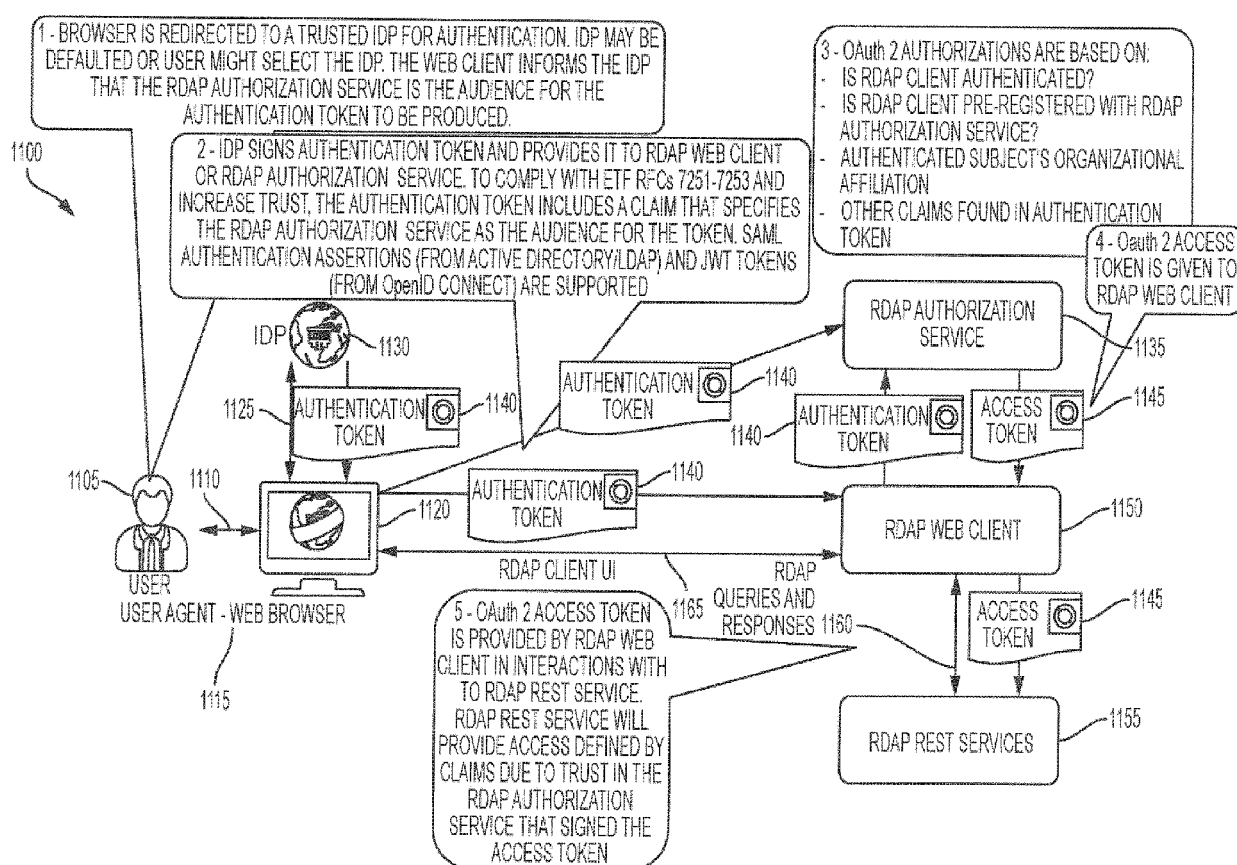 1 - BROWSER IS REDIRECTED TO A TRUSTED IDP FOR AUTHENTICATION. IDP MAY BE
DEFAULTED OR USER MIGHT SELECT THE IDP. THE WEB CLIENT INFORMS THE IDP
THAT THE RDAP AUTHORIZATION SERVICE IS THE AUDIENCE FOR THE
AUTHENTICATION TOKEN TO BE PRODUCED.
1100
2 - IDP SIGNS AUTHENTICATION TOKEN AND PROVIDES IT TO RDAP WEB CLIENT
OR RDAP AUTHORIZATION SERVICE. TO COMPLY WITH ETF RFCs 7251-7253 AND
INCREASE TRUST, THE AUTHENTICATION TOKEN INCLUDES A CLAIM THAT SPECIFIES
THE RDAP AUTHORIZATION SERVICE AS THE AUDIENCE FOR THE TOKEN. SAML
AUTHENTICATION ASSERTIONS (FROM ACTIVE DIRECTORY/LDAP) AND JWT TOKENS
(FROM OpenID CONNECT) ARE SUPPORTED
3 - OAuth 2 AUTHORIZATIONS ARE BASED ON:
- IS RDAP CLIENT AUTHENTICATED?
- IS RDAP CLIENT PRE-REGISTERED WITH RDAP
AUTHORIZATION SERVICE?
- AUTHENTICATED SUBJECT'S ORGANIZATIONAL
AFFILIATION
- OTHER CLAIMS FOUND IN AUTHENTICATION
TOKEN
4 - Oauth 2 ACCESS
TOKEN IS GIVEN TO
RDAP WEB CLIENT
IDP
1130
RDAP AUTHORIZATION
SERVICE
1135
1125
AUTHENTICATION
TOKEN
1140
AUTHENTICATION
TOKEN
1140
1140
AUTHENTICATION
TOKEN
ACCESS
TOKEN
1145
1105
1110
1120
AUTHENTICATION
TOKEN
1140
RDAP WEB CLIENT
1150
USER
USER AGENT - WEB BROWSER
1115
RDAP CLIENT UI
1165
RDAP
QUERIES AND
RESPONSES 1160
ACCESS
TOKEN
1145
5 - OAuth 2 ACCESS TOKEN
IS PROVIDED BY RDAP WEB
CLIENT IN INTERACTIONS WITH
TO RDAP REST SERVICE.
RDAP REST SERVICE WILL
PROVIDE ACCESS DEFINED BY
CLAIMS DUE TO TRUST IN THE
RDAP AUTHORIZATION
SERVICE THAT SIGNED THE
ACCESS TOKEN
RDAP REST SERVICES
1155